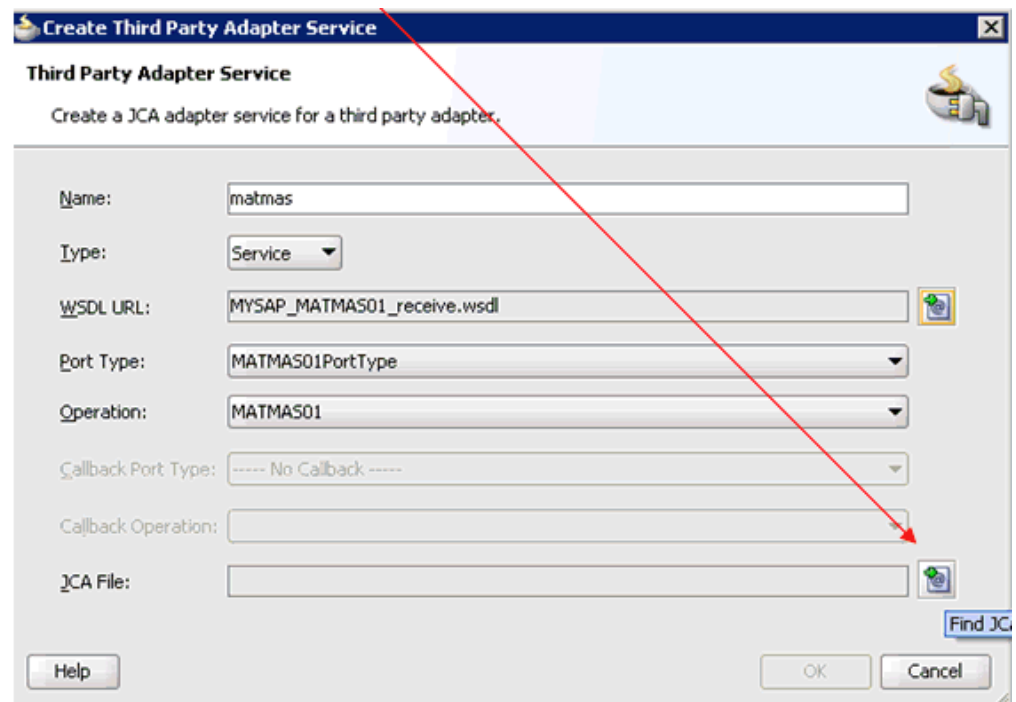 Create Third Party Adapter Service
Third Party Adapter Service
Create a JCA adapter service for a third party adapter.
Name: matmas
Type: Service
WSDL URL: MYSAP_MATMAS01_receive.wsdl
Port Type: MATMAS01PortType
Operation: MATMAS01
Callback Port Type: ----- No Callback -----
Callback Operation:
JCA File:
Find JC
Help OK Cancel